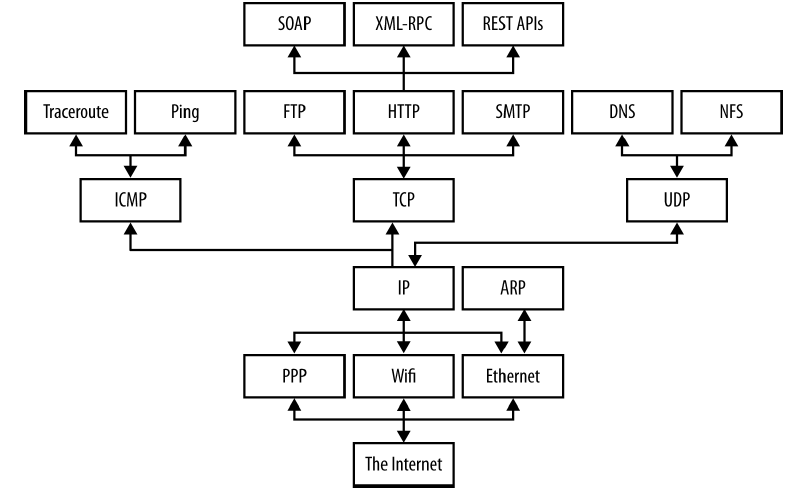 SOAP
XML-RPC
REST APIs
Traceroute
Ping
FTP
HTTP
SMTP
DNS
NFS
ICMP
TCP
UDP
IP
ARP
PPP
Wifi
Ethernet
The Internet